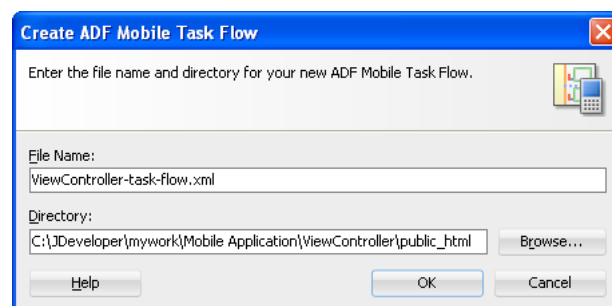 Create ADF Mobile Task Flow
Enter the file name and directory for your new ADF Mobile Task Flow.
File Name:
ViewController-task-flow.xml
Directory:
C:\JDeveloper\mywork\Mobile Application\ViewController\public_html
Browse...
Help
OK
Cancel